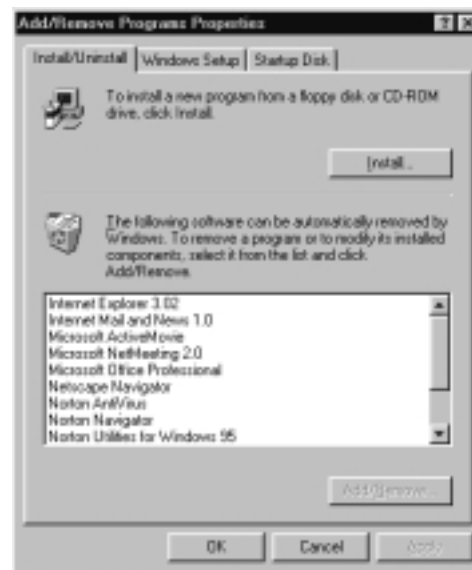 Add/Remove Programs Properties
Install/Uninstall
Windows Setup
Startup Disk
To install a new program from a floppy disk or CD-ROM
drive, click Install.
Install...
The following software can be automatically removed by
Windows. To remove a program or to modify its installed
components, select it from the list and click
Add/Remove.
Internet Explorer 3.02
Internet Mail and News 1.0
Microsoft ActiveMovie
Microsoft NetMeeting 2.0
Microsoft Office Professional
Netscape Navigator
Norton AntiVirus
Norton Navigator
Norton Utilities for Windows 95
Add/Remove...
OK
Cancel
Apply